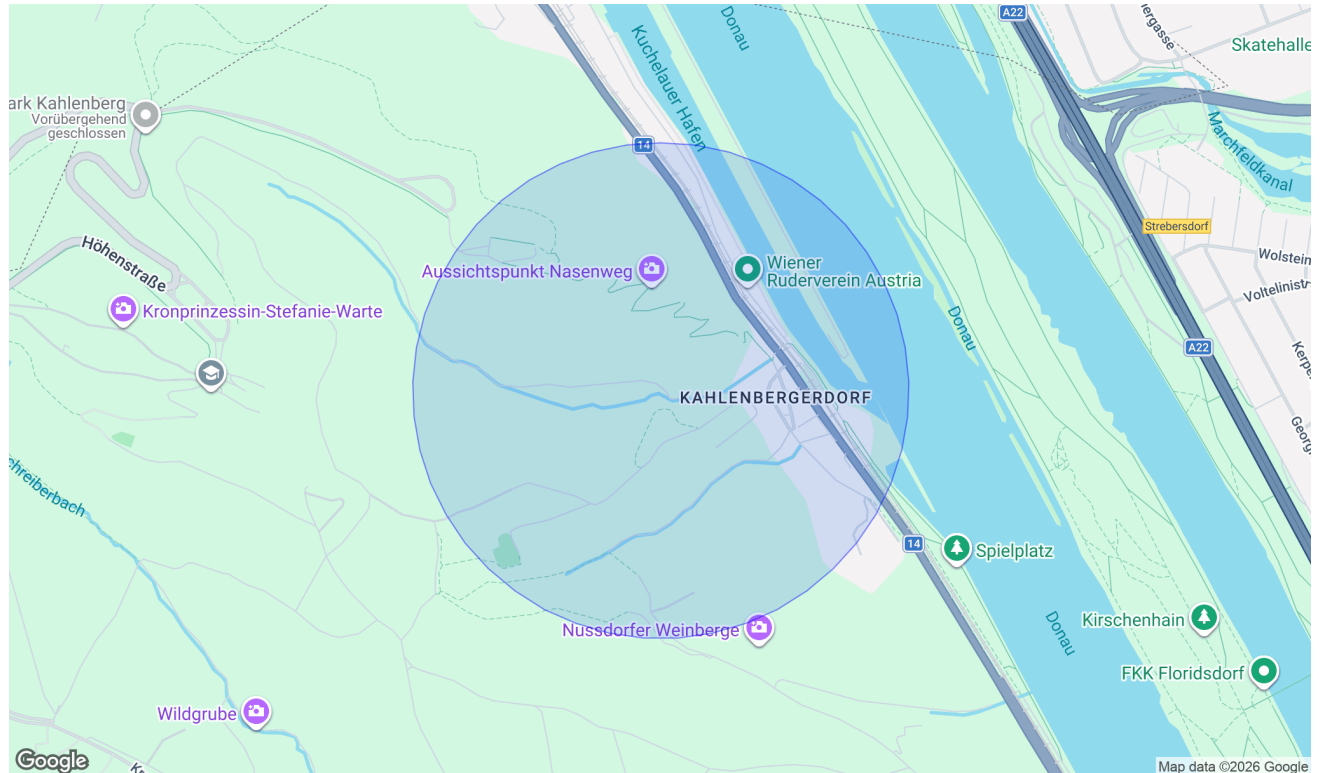 A22
Donau
Kuchelauer Hafen
Skatehalle
ark Kahlenberg
Vorübergehend
geschlossen
14
Marchfeldkanal
Strebersdorf
Höhenstraße
Aussichtspunkt Nasenweg
Wiener
Ruderverein Austria
Kronprinzessin-Stefanie-Warte
Donau
A22
KAHLENBERGERDORF
14
Spielplatz
Donau
Kirschenhain
Nussdorfer Weinberge
FKK Floridsdorf
Wildgrube
Google
Map data ©2026 Google